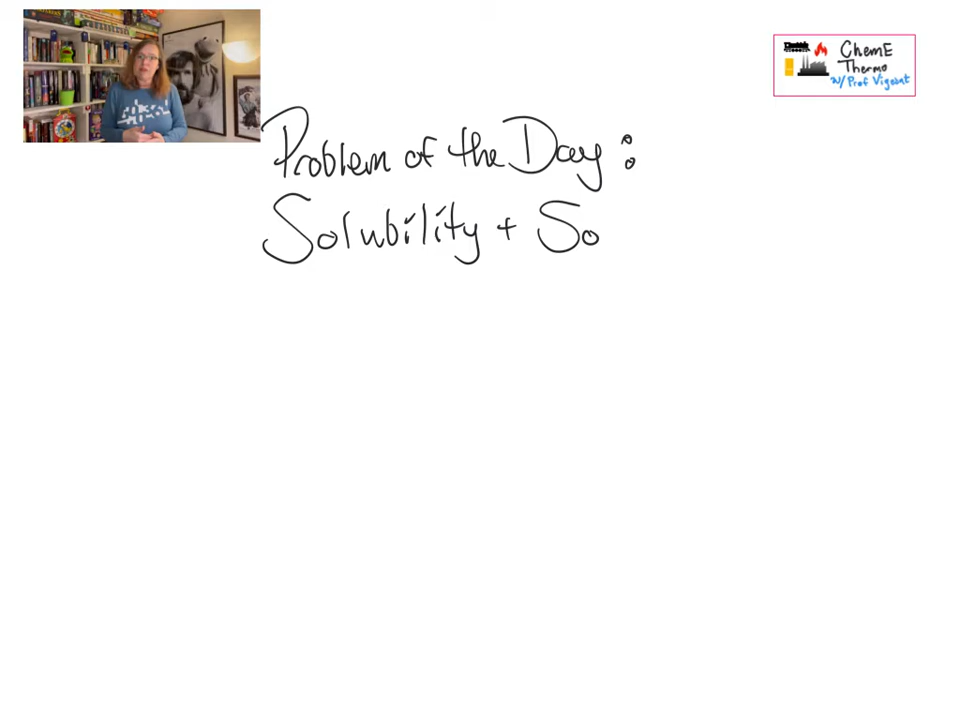 ChemE
Thermo
w/Prof Vigeant
Problem of the Day:
Solubility + So